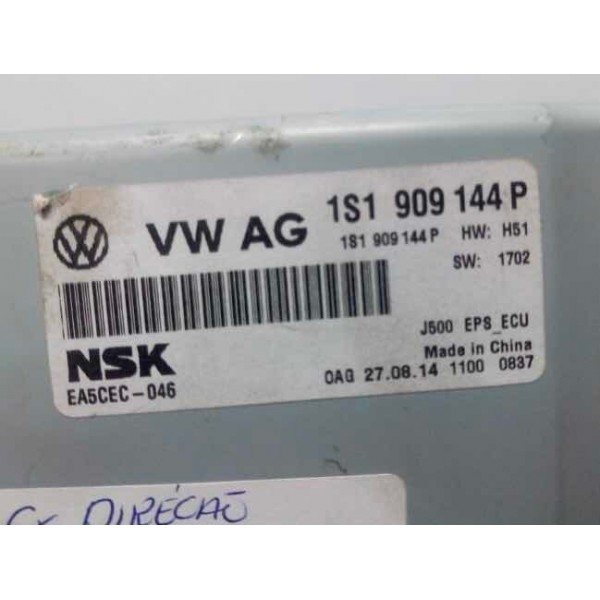 VW AG 1S1 909 144 P
1S1 909 144 P HW: H51
SW: 1702
J500 EPS_ECU
NSK Made in China
EA5CEC-046 0AG 27.08.14 1100 0837
DIREÇAÕ